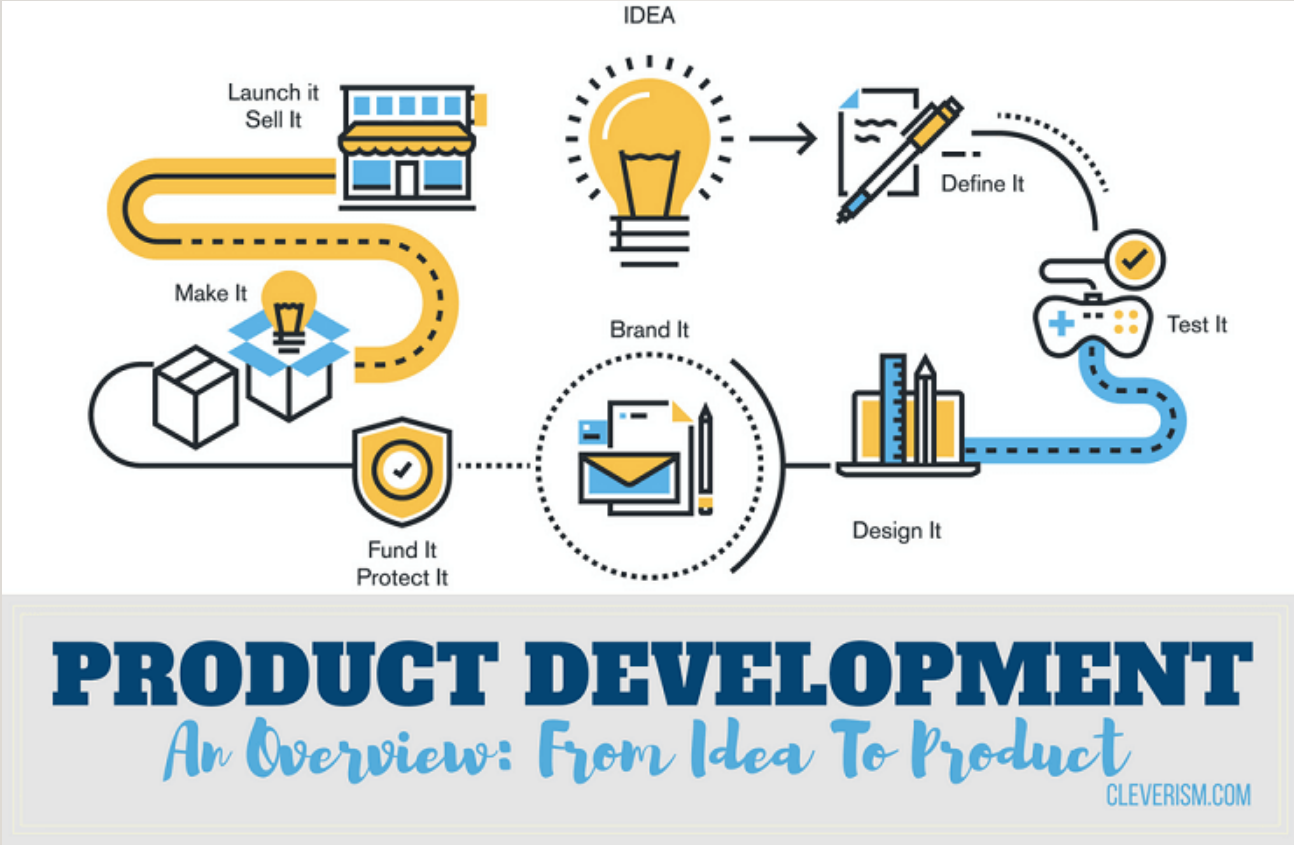 IDEA
Launch it
Sell It
Define It
Make It
Test It
Brand It
Design It
Fund It
Protect It
PRODUCT DEVELOPMENT
An Overview: From Idea To Product
CLEVERISM.COM